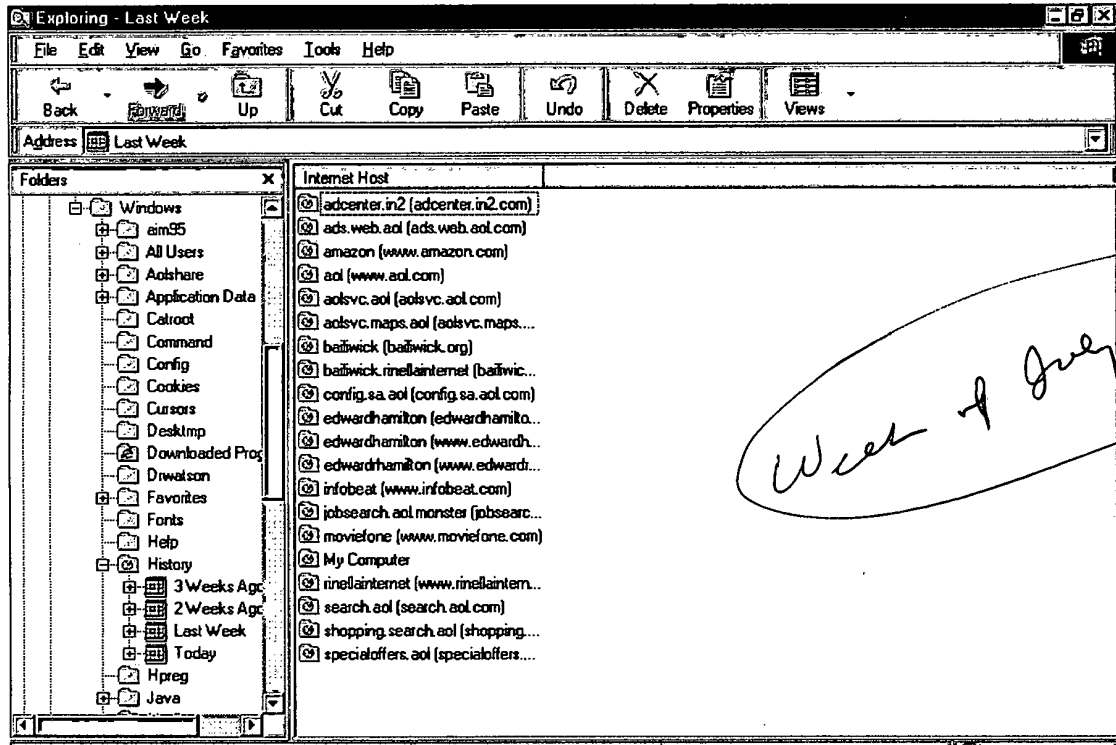 Exploring - Last Week
File Edit View Go Favorites Tools Help
Back Forward Up Cut Copy Paste Undo Delete Properties Views
Address Last Week
Folders
Windows
aim95
All Users
Aolshare
Application Data
Catroot
Command
Config
Cookies
Cursors
Desktmp
Downloaded Prog
Drwatson
Favorites
Fonts
Help
History
3 Weeks Ago
2 Weeks Ago
Last Week
Today
Hpreg
Java
Internet Host
adcenter.in2 (adcenter.in2.com)
ads.web.aol (ads.web.aol.com)
amazon (www.amazon.com)
aol (www.aol.com)
aolsvc.aol (aolsvc.aol.com)
aolsvc.maps.aol (aolsvc.maps....
bailiwick (bailiwick.org)
bailiwick.rinellainternet (bailiwic...
config.sa.aol (config.sa.aol.com)
edwardhamilton (edwardhamilto...
edwardhamilton (www.edwardh...
edwardrhamilton (www.edwardr...
infobeat (www.infobeat.com)
jobsearch.aol.monster (jobsearc...
moviefone (www.moviefone.com)
My Computer
rinellainternet (www.rinellaintern...
search.aol (search.aol.com)
shopping.search.aol (shopping....
specialoffers.aol (specialoffers....
Week of July